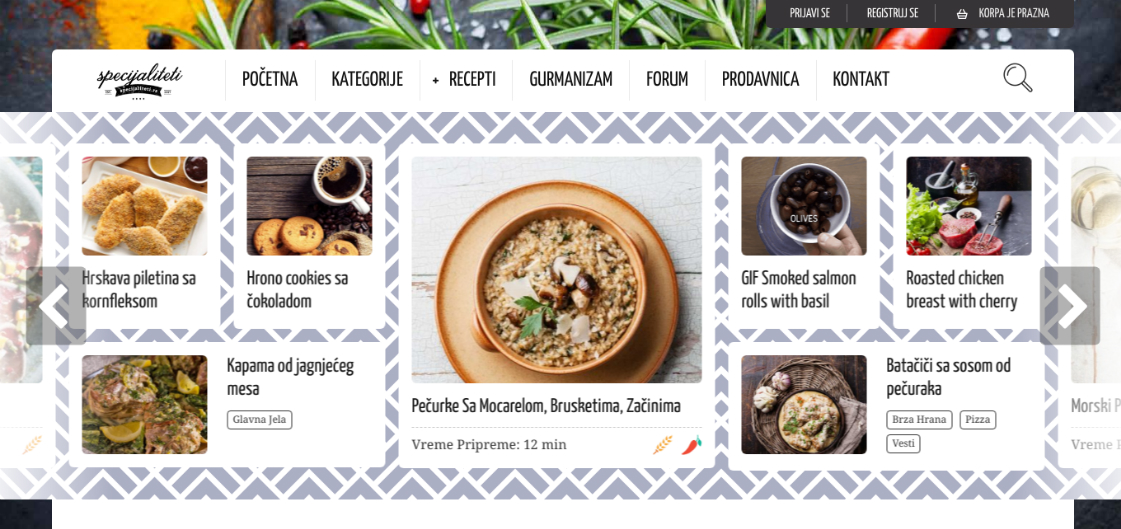 PRIJAVI SE
REGISTRUJ SE
KORPA JE PRAZNA
specijaliteti
specijaliteti.rs
POČETNA
KATEGORIJE
+ RECEPTI
GURMANIZAM
FORUM
PRODAVNICA
KONTAKT
Hrskava piletina sa
kornfleksom
Hrono cookies sa
čokoladom
Kapama od jagnjećeg
mesa
Glavna Jela
Pečurke Sa Mocarelom, Brusketima, Začinima
Vreme Pripreme: 12 min
OLIVES
GIF Smoked salmon
rolls with basil
Roasted chicken
breast with cherry
Batačiči sa sosom od
pečuraka
Brza Hrana
Pizza
Vesti
Morski P
Vreme P